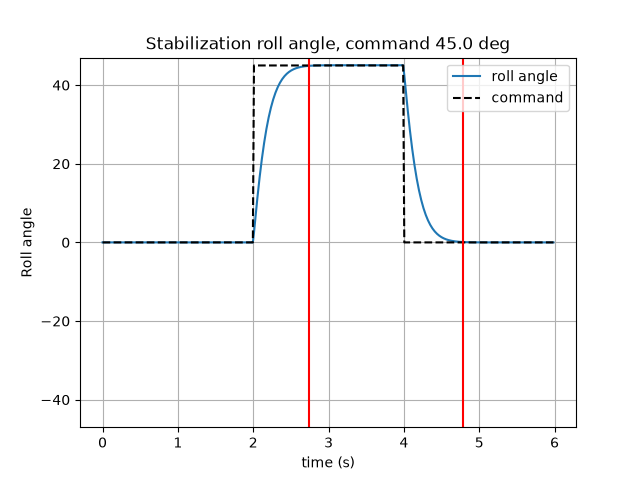 Stabilization roll angle, command 45.0 deg
roll angle
command
Roll angle
40
20
0
−20
−40
0 1 2 3 4 5 6
time (s)